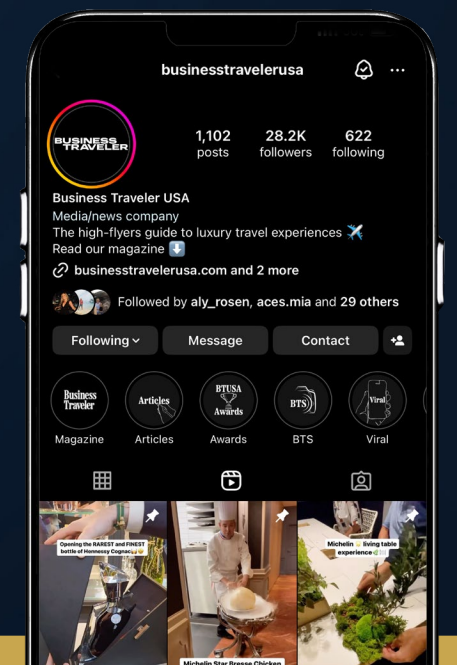 businesstravelerusa
BUSINESS
TRAVELER
1,102 28.2K 622
posts followers following
Business Traveler USA
Media/news company
The high-flyers guide to luxury travel experiences ✈️
Read our magazine ⬇️
businesstravelerusa.com and 2 more
Followed by aly_rosen, aces.mia and 29 others
Following Message Contact
Business
Traveler
Articles
BTUSA
Awards
BTS
Viral
Magazine Articles Awards BTS Viral
Opening the RAREST and FINEST
bottle of Hennessy Cognac
Michelin living table
experience
Michelin Star Bresse Chicken